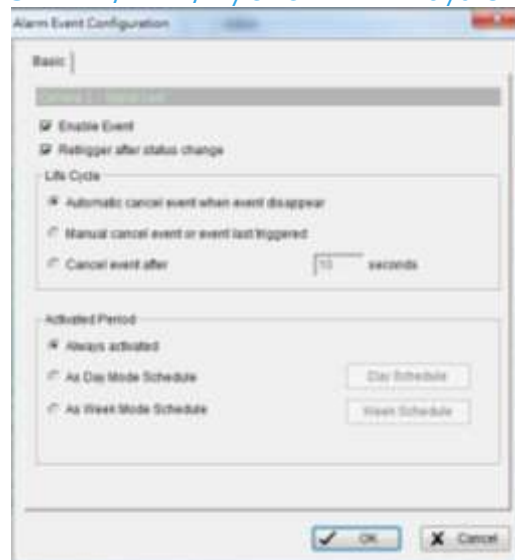 Alarm Event Configuration
Basic
Enable Event
Retrigger after status change
Life Cycle
Automatic cancel event when event disappear
Manual cancel event or event last triggered
Cancel event after 10 seconds
Activated Period
Always activated
As Day Mode Schedule
Day Schedule
As Week Mode Schedule
Week Schedule
OK
Cancel